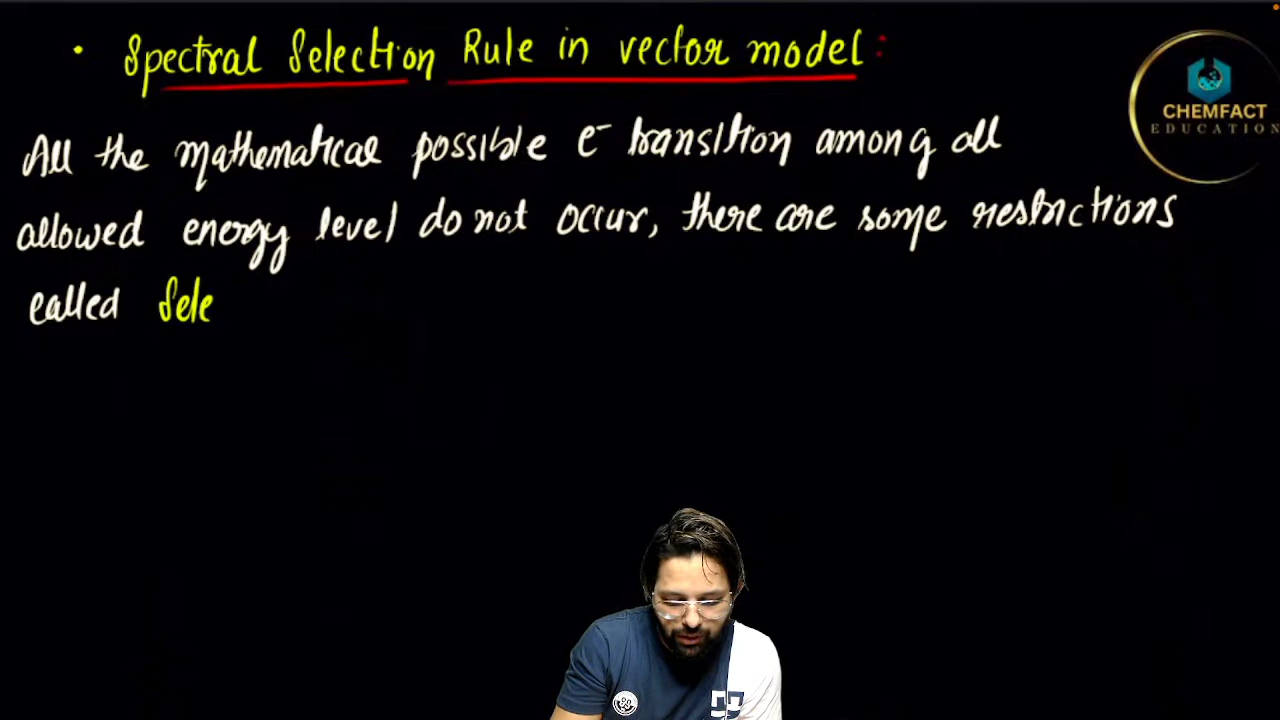 • Spectral Selection Rule in vector model :
All the mathematical possible e⁻ transition among all
allowed energy level do not occur, there are some restrictions
called Sele
CHEMFACT
EDUCATION